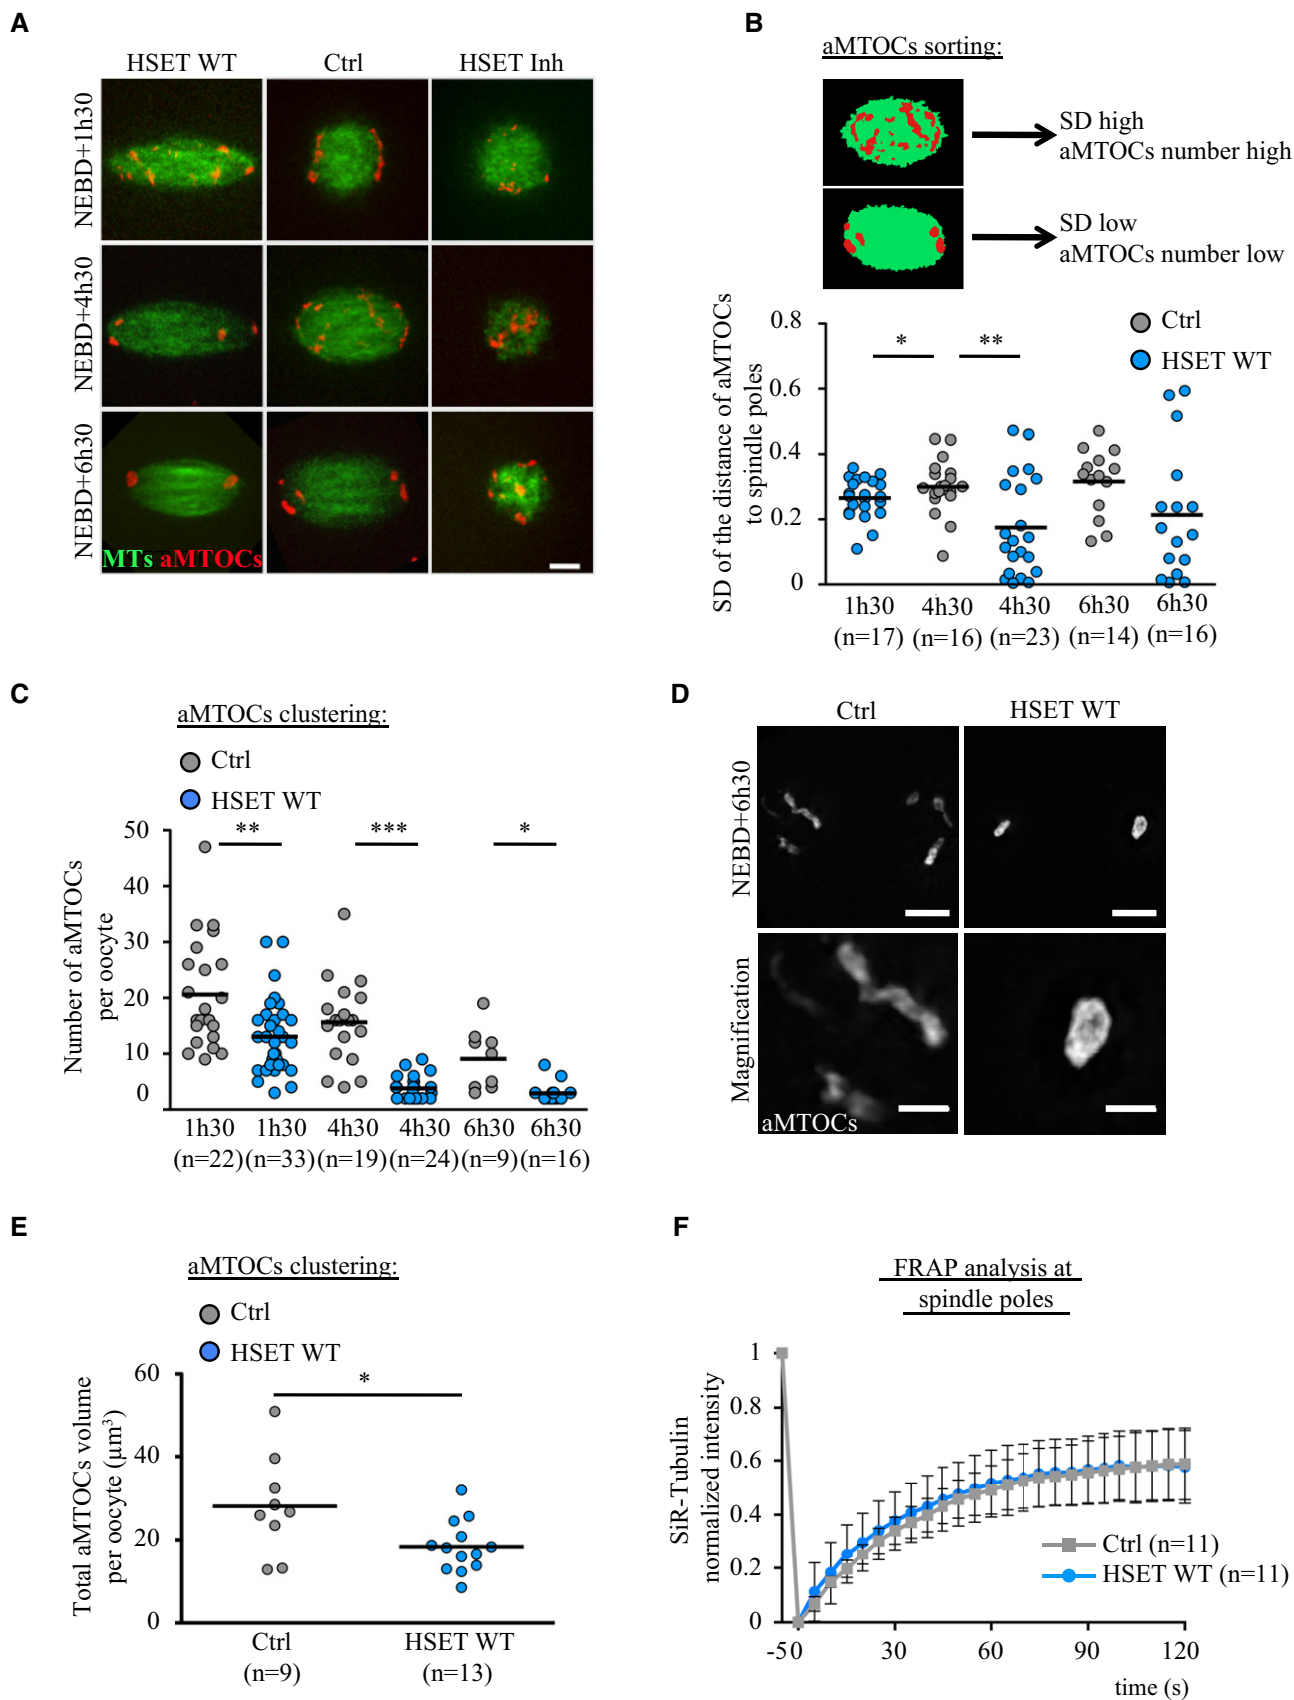 A
HSET WT Ctrl HSET Inh
NEBD+1h30
NEBD+4h30
NEBD+6h30
MTs aMTOCs
B
aMTOCs sorting:
SD high
aMTOCs number high
SD low
aMTOCs number low
SD of the distance of aMTOCs
to spindle poles
0.8
0.6
0.4
0.2
0
Ctrl
HSET WT
* **
1h30 4h30 4h30 6h30 6h30
(n=17) (n=16) (n=23) (n=14) (n=16)
C
aMTOCs clustering:
Ctrl
HSET WT
Number of aMTOCs
per oocyte
50
40
30
20
10
0
** *** *
1h30 1h30 4h30 4h30 6h30 6h30
(n=22) (n=33) (n=19) (n=24) (n=9) (n=16)
D
Ctrl HSET WT
NEBD+6h30
Magnification
aMTOCs
E
aMTOCs clustering:
Ctrl
HSET WT
Total aMTOCs volume
per oocyte (µm³)
60
40
20
0
*
Ctrl HSET WT
(n=9) (n=13)
F
FRAP analysis at
spindle poles
SiR-Tubulin
normalized intensity
1
0.8
0.6
0.4
0.2
0
Ctrl (n=11)
HSET WT (n=11)
-5 0 30 60 90 120
time (s)